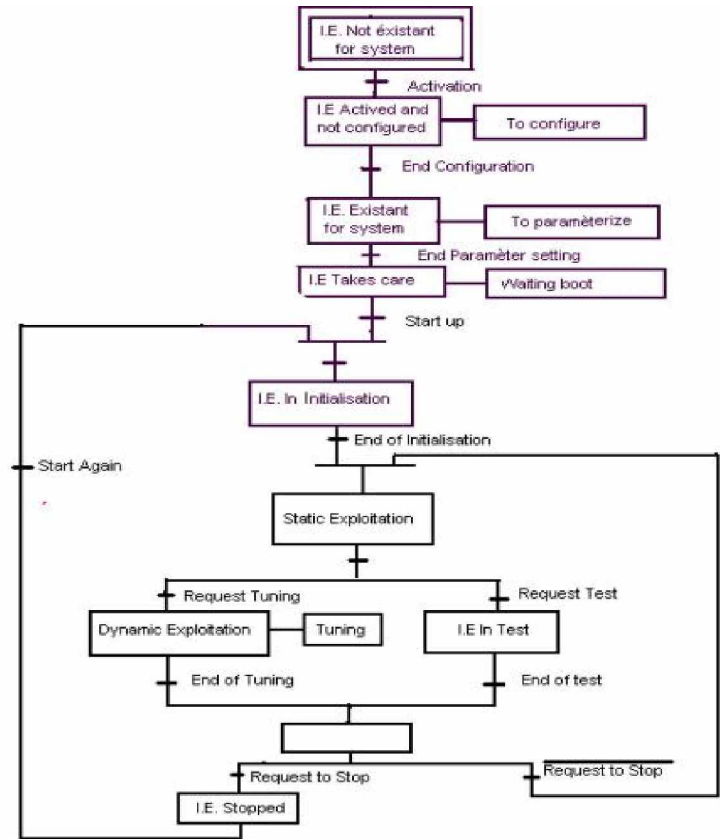 I.E. Not éxistant
for system
Activation
I.E Actived and
not configured
To configure
End Configuration
I.E. Existant
for system
To paramèterize
End Paramèter setting
I.E Takes care
Waiting boot
Start up
I.E. In Initialisation
End of Initialisation
Start Again
Static Exploitation
Request Tuning
Request Test
Dynamic Exploitation
Tuning
I.E In Test
End of Tuning
End of test
Request to Stop
Request to Stop
I.E. Stopped